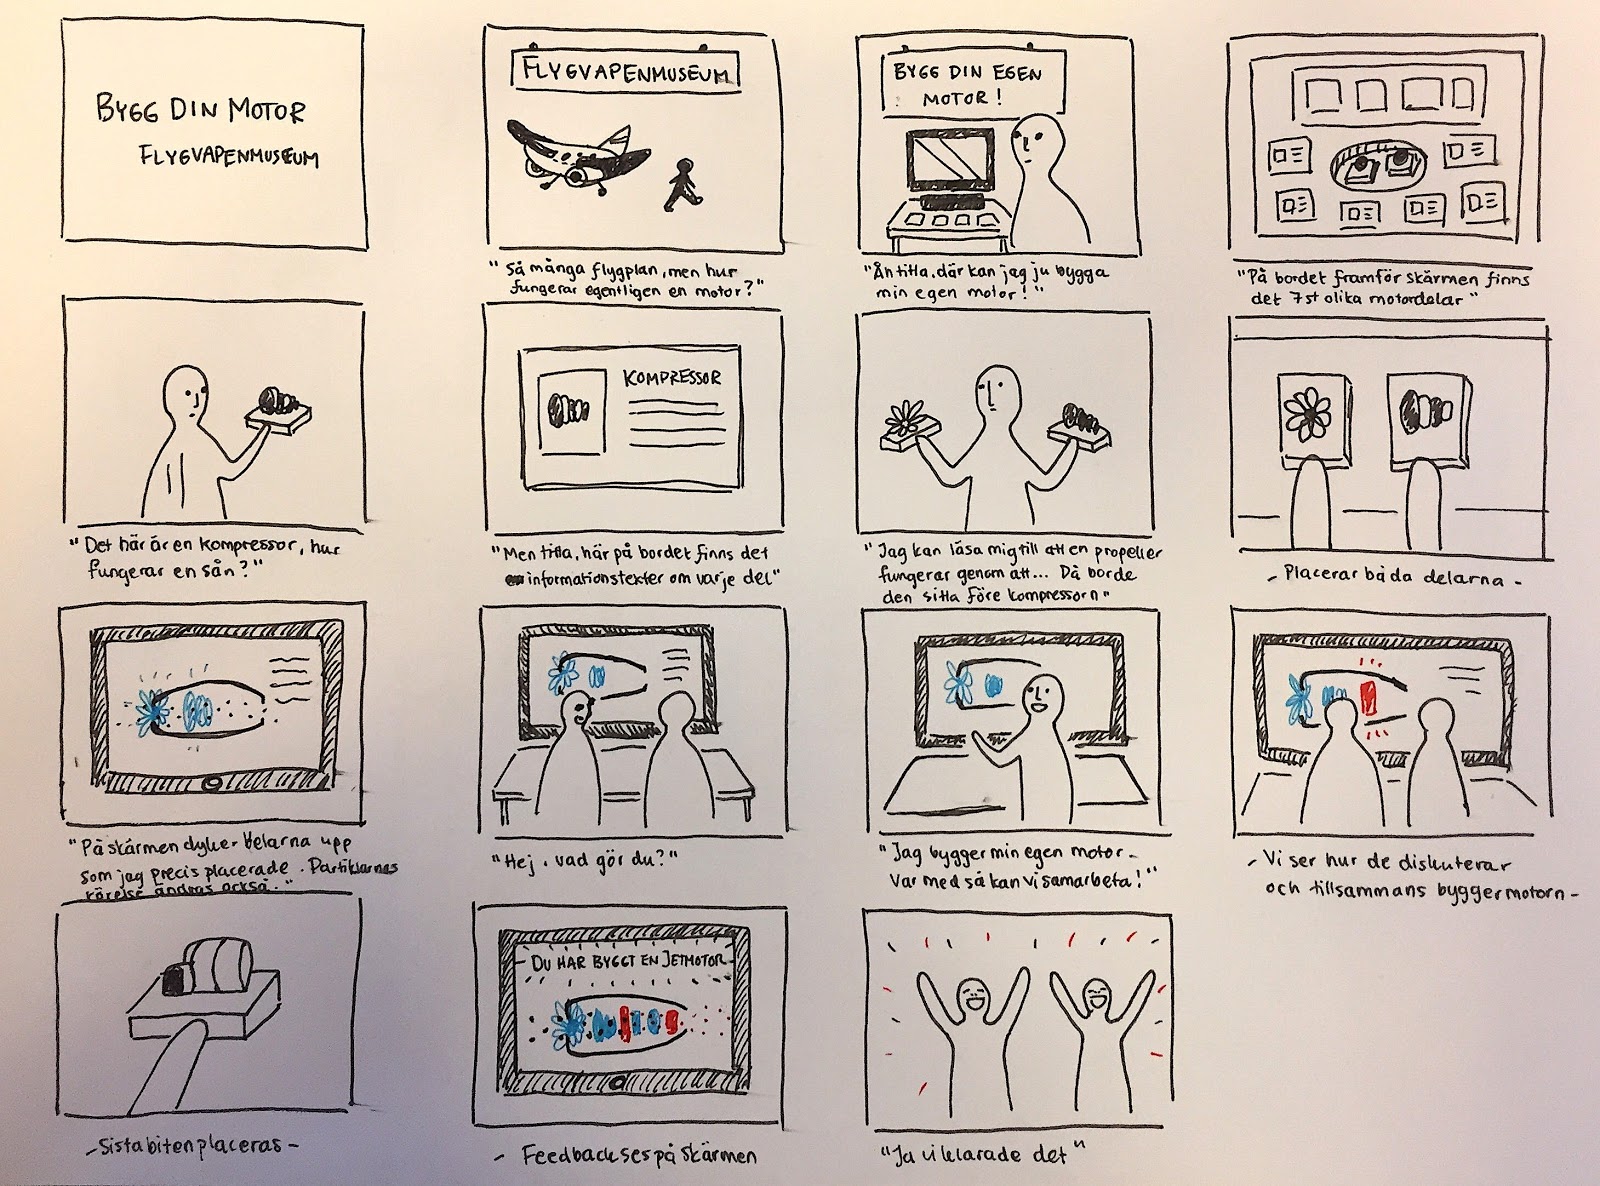 BYGG DIN MOTOR
FLYGVAPENMUSEUM
FLYGVAPENMUSEUM
"Så många flygplan, men hur
fungerar egentligen en motor?"
BYGG DIN EGEN
MOTOR!
"Åh titta, där kan jag ju bygga
min egen motor!"
"På bordet framför skärmen finns
det 7st olika motordelar"
"Det här är en kompressor, hur
fungerar en sån?"
KOMPRESSOR
"Men titta, här på bordet finns det
informationstexter om varje del"
"Jag kan läsa mig till att en propeller
fungerar genom att... Då borde
den sitta före kompressorn"
- Placerar båda delarna -
"På skärmen dyker delarna upp
som jag precis placerade. Partiklarnas
rörelse ändras också."
"Hej, vad gör du?"
"Jag bygger min egen motor -
Var med så kan vi samarbeta!"
- Vi ser hur de diskuterar
och tillsammans bygger motorn -
- Sista biten placeras -
DU HAR BYGGT EN JETMOTOR
- Feedback ses på skärmen
"Ja vi klarade det"